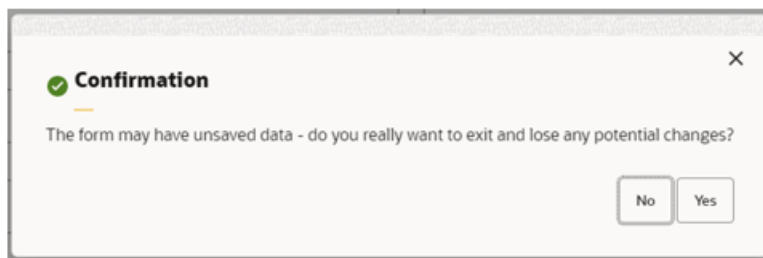 Confirmation
The form may have unsaved data - do you really want to exit and lose any potential changes?
No Yes